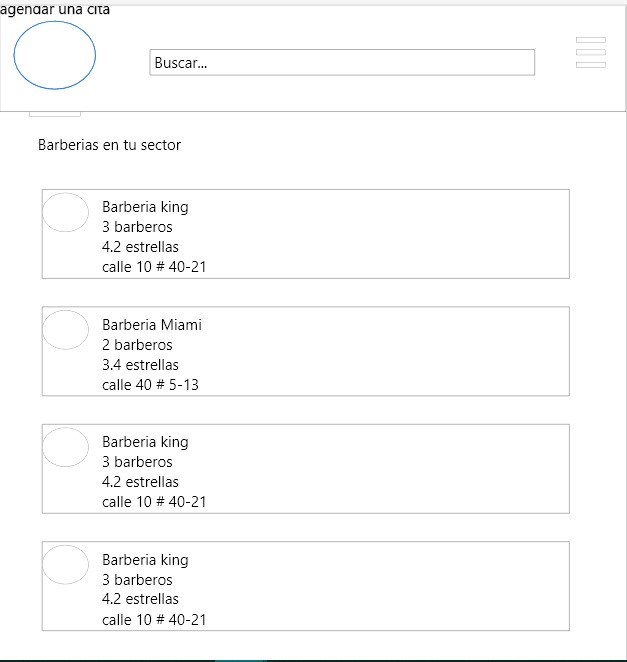 agendar una cita
Buscar...
Barberias en tu sector
Barberia king
3 barberos
4.2 estrellas
calle 10 # 40-21
Barberia Miami
2 barberos
3.4 estrellas
calle 40 # 5-13
Barberia king
3 barberos
4.2 estrellas
calle 10 # 40-21
Barberia king
3 barberos
4.2 estrellas
calle 10 # 40-21